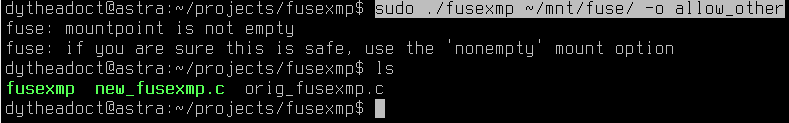 dytheadoct@astra:~/projects/fusexmp$ sudo ./fusexmp ~/mnt/fuse/ -o allow_other
fuse: mountpoint is not empty
fuse: if you are sure this is safe, use the 'nonempty' mount option
dytheadoct@astra:~/projects/fusexmp$ ls
fusexmp  new_fusexmp.c  orig_fusexmp.c
dytheadoct@astra:~/projects/fusexmp$